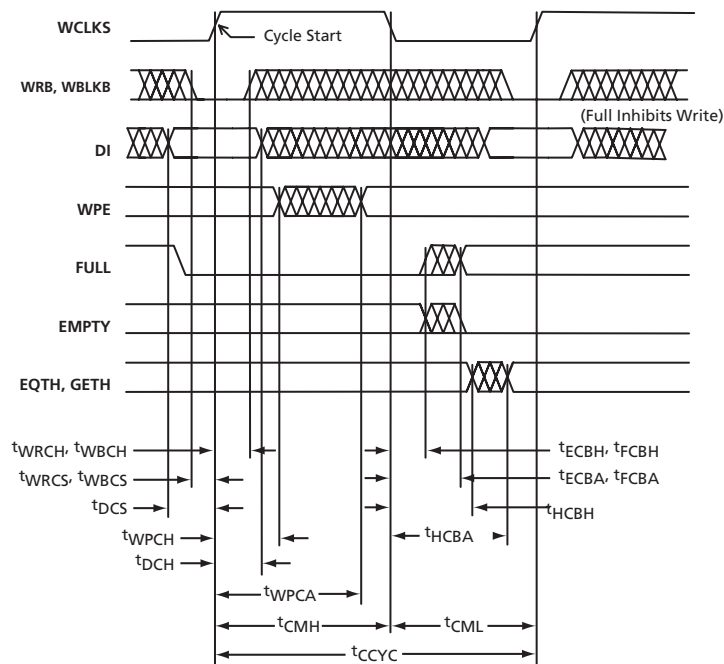 WCLKS
Cycle Start
WRB, WBLKB
(Full Inhibits Write)
DI
WPE
FULL
EMPTY
EQTH, GETH
tWRCH, tWBCH
tECBH, tFCBH
tWRCS, tWBCS
tECBA, tFCBA
tDCS
tHCBH
tWPCH
tHCBA
tDCH
tWPCA
tCMH
tCML
tCCYC